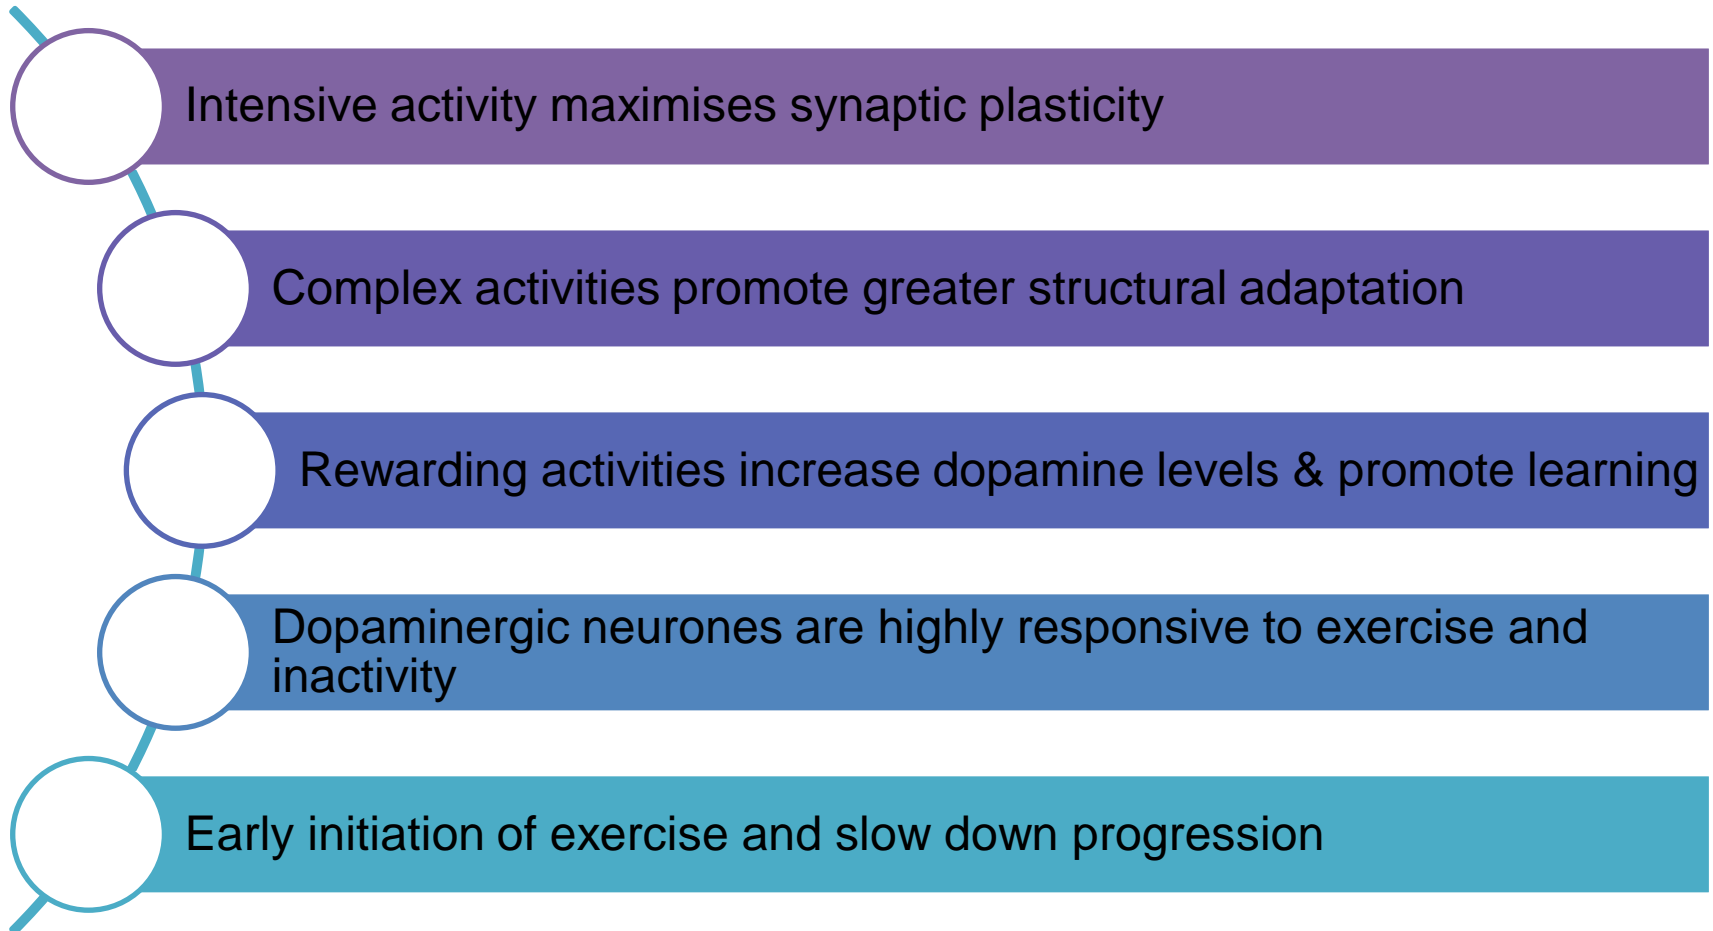 Intensive activity maximises synaptic plasticity
Complex activities promote greater structural adaptation
Rewarding activities increase dopamine levels & promote learning
Dopaminergic neurones are highly responsive to exercise and
inactivity
Early initiation of exercise and slow down progression